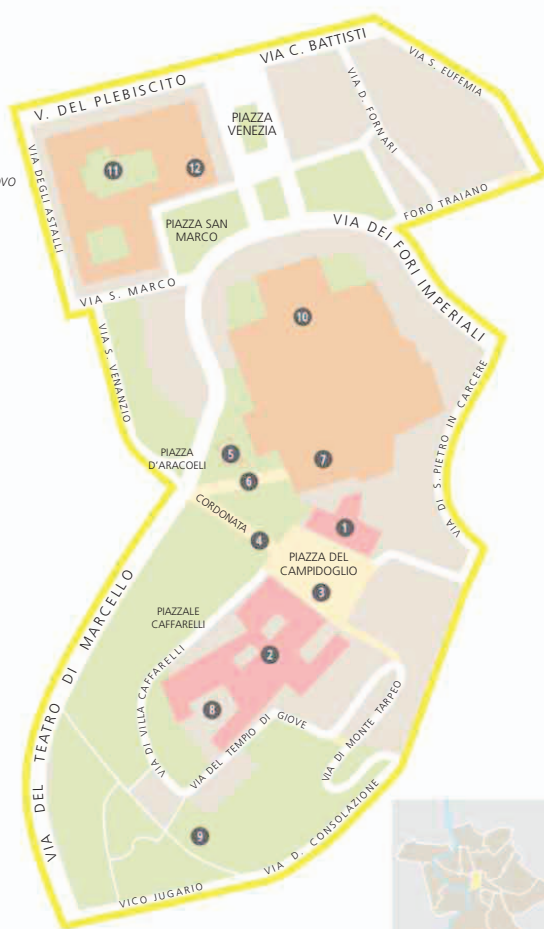 VIA C. BATTISTI
VIA S. EUFEMIA
V. DEL PLEBISCITO
VIA D. FORNARI
PIAZZA
VENEZIA
OVO
VIA DEGLI ASTALLI
11
12
FORO TRAIANO
PIAZZA SAN
MARCO
VIA DEI FORI IMPERIALI
VIA S. MARCO
10
VIA S. VENANZIO
VIA DI S. PIETRO IN CARCERE
PIAZZA
D'ARACOELI
5
7
6
CORDONATA
1
4
PIAZZA DEL
CAMPIDOGLIO
3
PIAZZALE
CAFFARELLI
VIA DEL TEATRO DI MARCELLO
2
VIA DI VILLA CAFFARELLI
8
VIA DEL TEMPIO DI GIOVE
VIA DI MONTE TARPEO
9
VIA D. CONSOLAZIONE
VICO JUGARIO